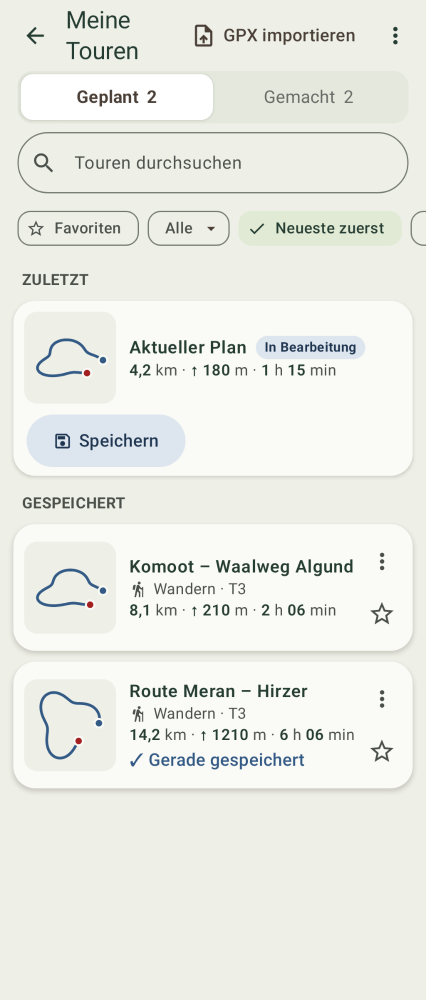 Meine
Touren
GPX importieren
Geplant 2
Gemacht 2
Touren durchsuchen
Favoriten
Alle
Neueste zuerst
ZULETZT
Aktueller Plan
In Bearbeitung
4,2 km · ↑ 180 m · 1 h 15 min
Speichern
GESPEICHERT
Komoot – Waalweg Algund
Wandern · T3
8,1 km · ↑ 210 m · 2 h 06 min
Route Meran – Hirzer
Wandern · T3
14,2 km · ↑ 1210 m · 6 h 06 min
✓ Gerade gespeichert